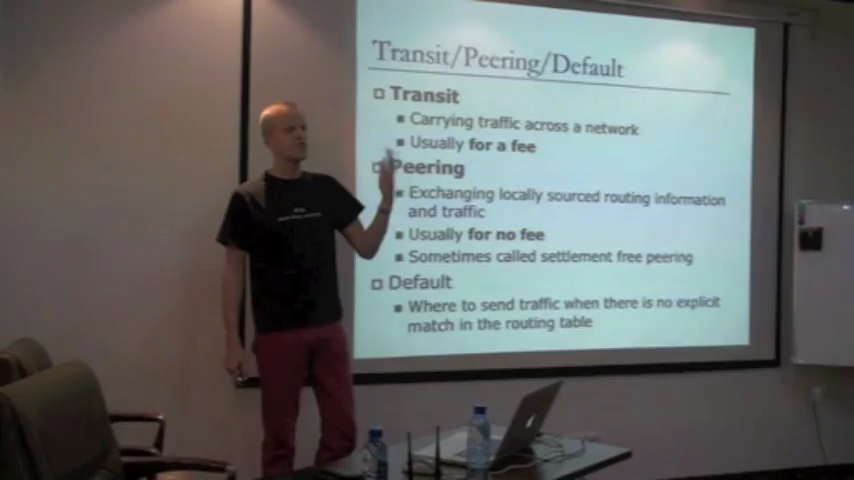 Transit/Peering/Default
Transit
Carrying traffic across a network
Usually for a fee
Peering
Exchanging locally sourced routing information
and traffic
Usually for no fee
Sometimes called settlement free peering
Default
Where to send traffic when there is no explicit
match in the routing table